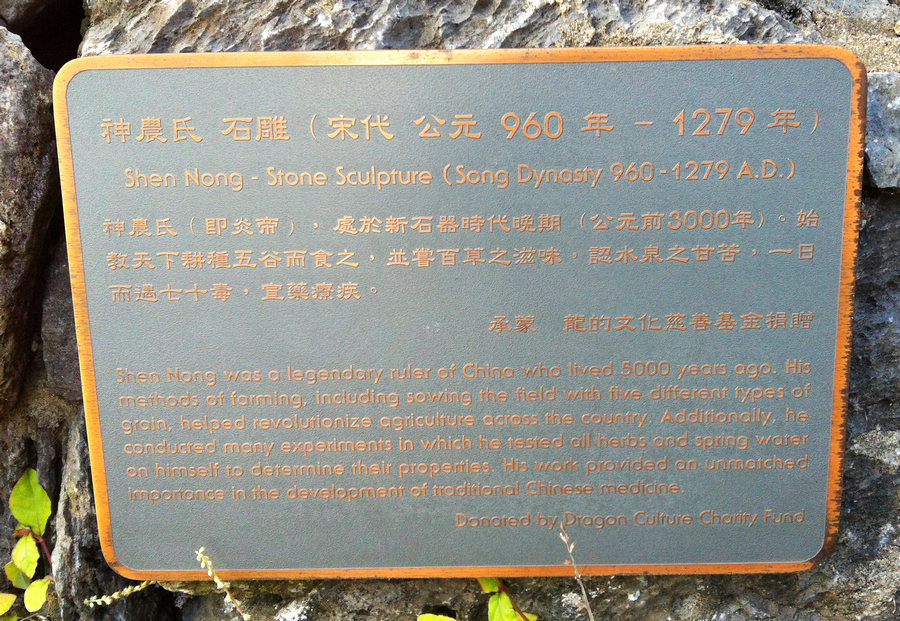 神農氏 石雕（宋代 公元 960 年 - 1279 年）
Shen Nong - Stone Sculpture (Song Dynasty 960-1279 A.D.)
神農氏（即炎帝），處於新石器時代晚期（公元前3000年）。始
教天下耕種五谷而食之，並嘗百草之滋味，認水泉之甘苦，一日
而遇七十毒，宜藥療疾。
承蒙 龍的文化慈善基金捐贈
Shen Nong was a legendary ruler of China who lived 5000 years ago. His
methods of farming, including sowing the field with five different types of
grain, helped revolutionize agriculture across the country. Additionally, he
conducted many experiments in which he tested all herbs and spring water
on himself to determine their properties. His work provided an unmatched
importance in the development of traditional Chinese medicine.
Donated by Dragon Culture Charity Fund